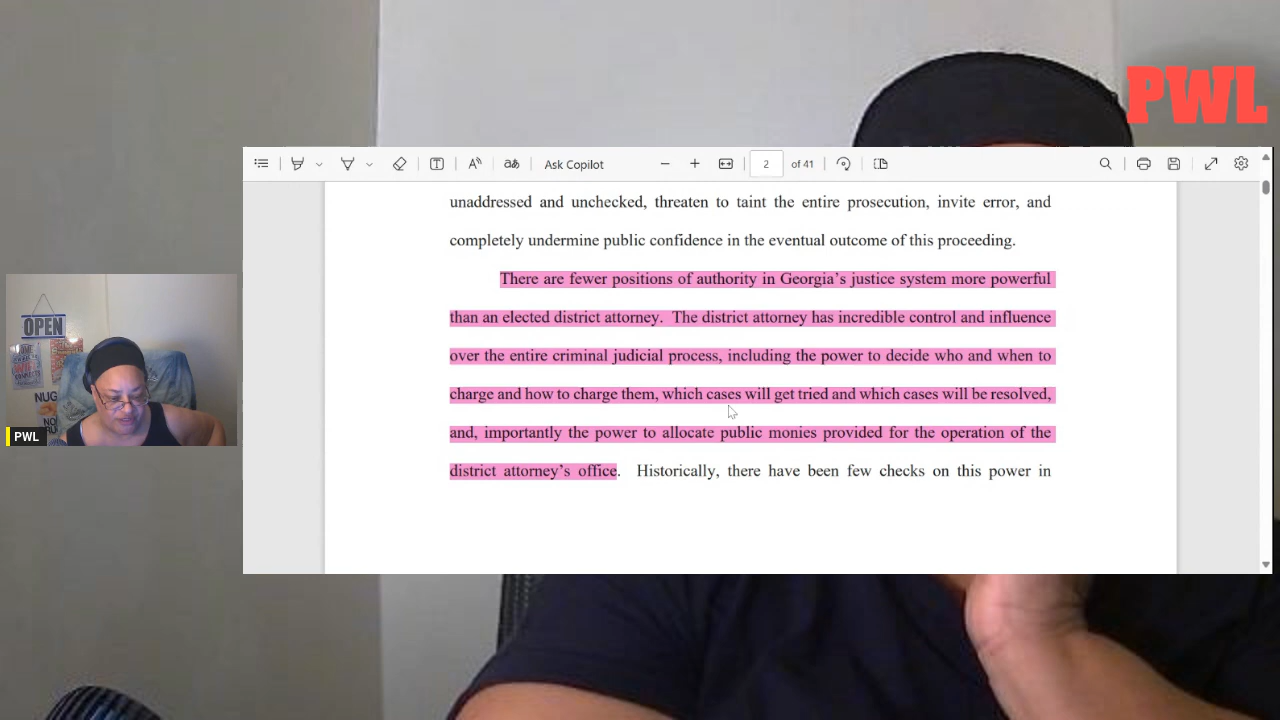 PWL
Ask Copilot
2 of 41
unaddressed and unchecked, threaten to taint the entire prosecution, invite error, and
completely undermine public confidence in the eventual outcome of this proceeding.
There are fewer positions of authority in Georgia's justice system more powerful
than an elected district attorney. The district attorney has incredible control and influence
over the entire criminal judicial process, including the power to decide who and when to
charge and how to charge them, which cases will get tried and which cases will be resolved,
and, importantly the power to allocate public monies provided for the operation of the
district attorney's office. Historically, there have been few checks on this power in
OPEN
NUG
NO
PWL